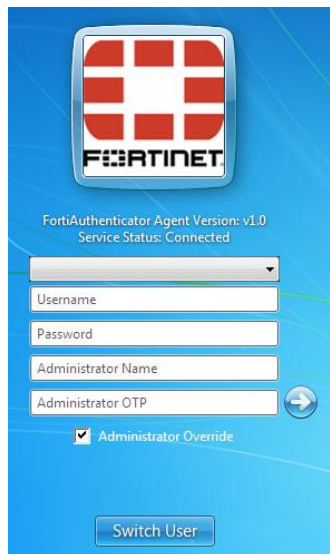 FORTINET
FortiAuthenticator Agent Version: v1.0
Service Status: Connected
Username
Password
Administrator Name
Administrator OTP
Administrator Override
Switch User